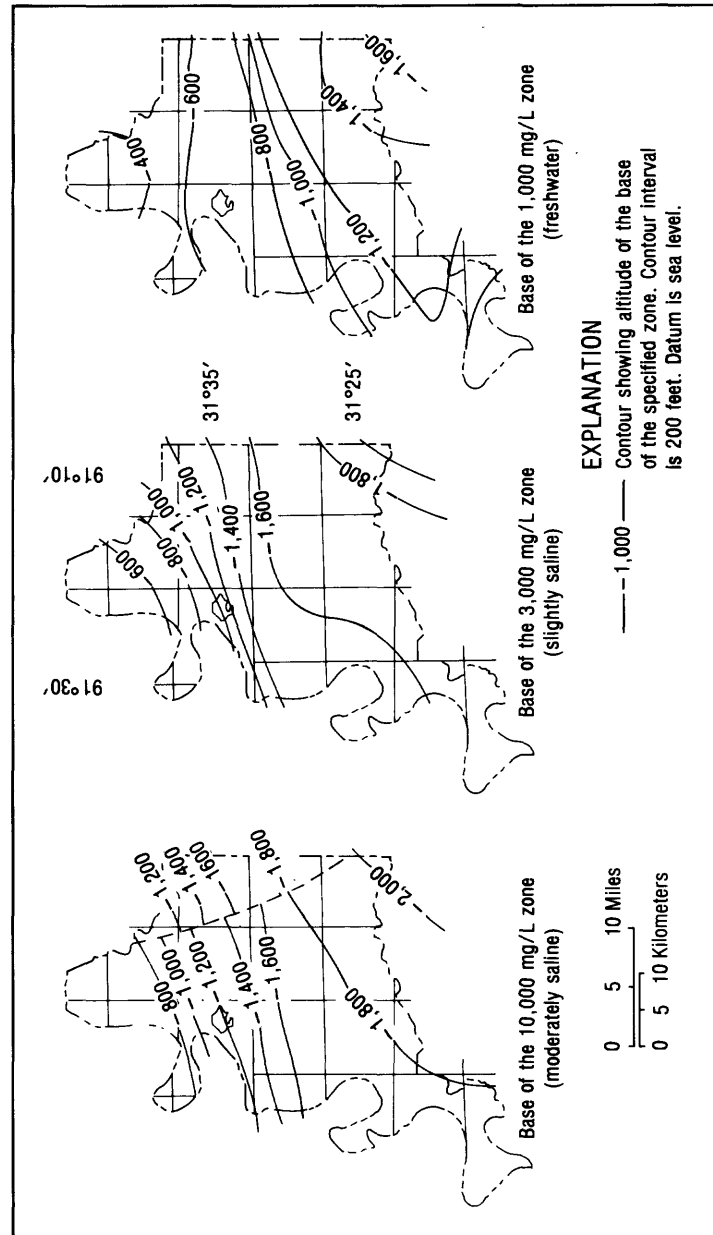 91°30′
91°10′
800
1,000
1,200
1,200
1,400
1600
1,400
1,600
1,800
1,800
2,000
Base of the 10,000 mg/L zone
(moderately saline)
600
800
1,000
1,200
1,400
1,600
1,800
31°35′
31°25′
Base of the 3,000 mg/L zone
(slightly saline)
400
600
800
1,000
1,200
1,400
1,600
Base of the 1,000 mg/L zone
(freshwater)
0 5 10 Miles
0 5 10 Kilometers
EXPLANATION
1,000 Contour showing altitude of the base
of the specified zone. Contour interval
is 200 feet. Datum is sea level.